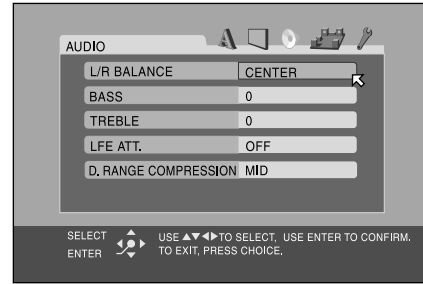 AUDIO
L/R BALANCE CENTER
BASS 0
TREBLE 0
LFE ATT. OFF
D. RANGE COMPRESSION MID
SELECT
ENTER
USE ▲▼◀▶TO SELECT, USE ENTER TO CONFIRM.
TO EXIT, PRESS CHOICE.